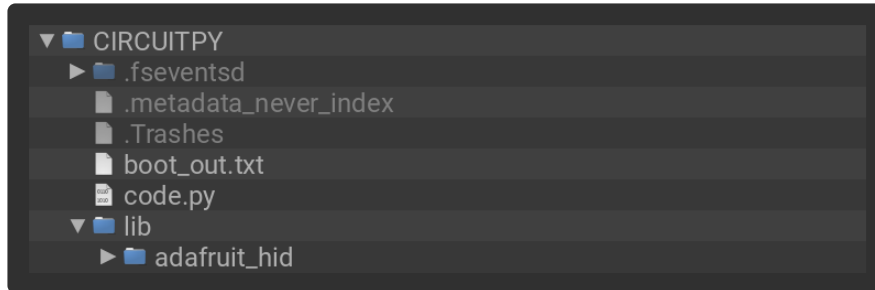 CIRCUITPY
.fseventsd
.metadata_never_index
.Trashes
boot_out.txt
code.py
lib
adafruit_hid